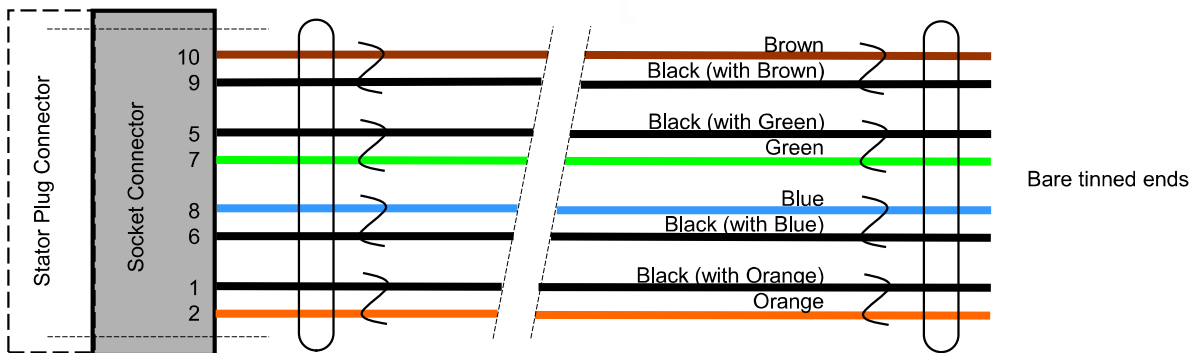 Stator Plug Connector
Socket Connector
10
Brown
9
Black (with Brown)
5
Black (with Green)
7
Green
8
Blue
6
Black (with Blue)
1
Black (with Orange)
2
Orange
Bare tinned ends